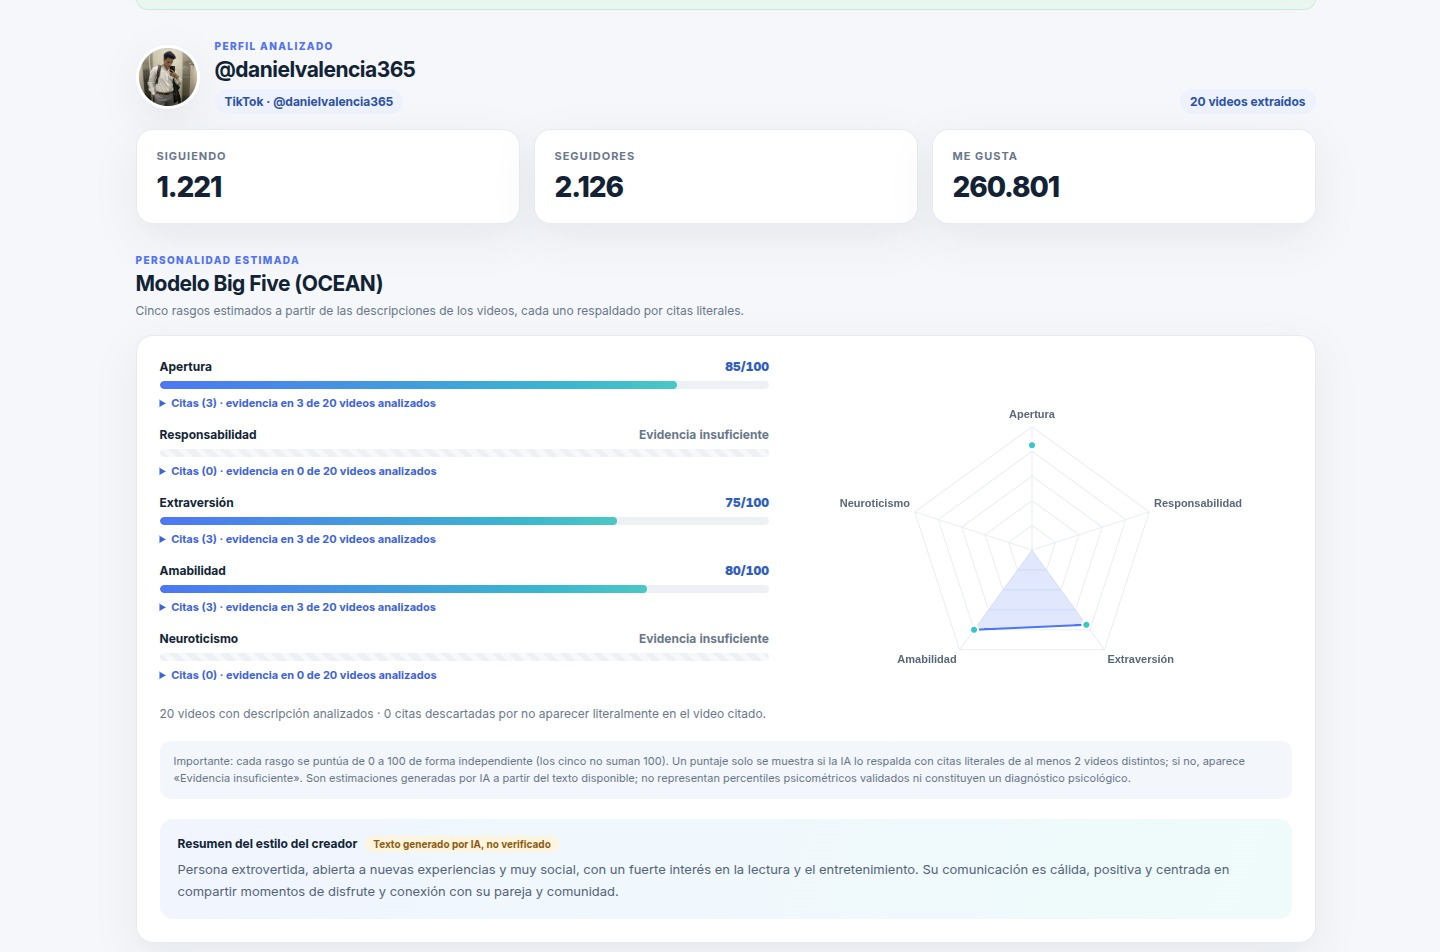 PERFIL ANALIZADO
@danielvalencia365
TikTok · @danielvalencia365
20 videos extraídos
SIGUIENDO
1.221
SEGUIDORES
2.126
ME GUSTA
260.801
PERSONALIDAD ESTIMADA
Modelo Big Five (OCEAN)
Cinco rasgos estimados a partir de las descripciones de los videos, cada uno respaldado por citas literales.
Apertura
85/100
▶ Citas (3) · evidencia en 3 de 20 videos analizados
Responsabilidad
Evidencia insuficiente
▶ Citas (0) · evidencia en 0 de 20 videos analizados
Extraversión
75/100
▶ Citas (3) · evidencia en 3 de 20 videos analizados
Amabilidad
80/100
▶ Citas (3) · evidencia en 3 de 20 videos analizados
Neuroticismo
Evidencia insuficiente
▶ Citas (0) · evidencia en 0 de 20 videos analizados
Apertura
Neuroticismo
Responsabilidad
Amabilidad
Extraversión
20 videos con descripción analizados · 0 citas descartadas por no aparecer literalmente en el video citado.
Importante: cada rasgo se puntúa de 0 a 100 de forma independiente (los cinco no suman 100). Un puntaje solo se muestra si la IA lo respalda con citas literales de al menos 2 videos distintos; si no, aparece
«Evidencia insuficiente». Son estimaciones generadas por IA a partir del texto disponible; no representan percentiles psicométricos validados ni constituyen un diagnóstico psicológico.
Resumen del estilo del creador
Texto generado por IA, no verificado
Persona extrovertida, abierta a nuevas experiencias y muy social, con un fuerte interés en la lectura y el entretenimiento. Su comunicación es cálida, positiva y centrada en
compartir momentos de disfrute y conexión con su pareja y comunidad.